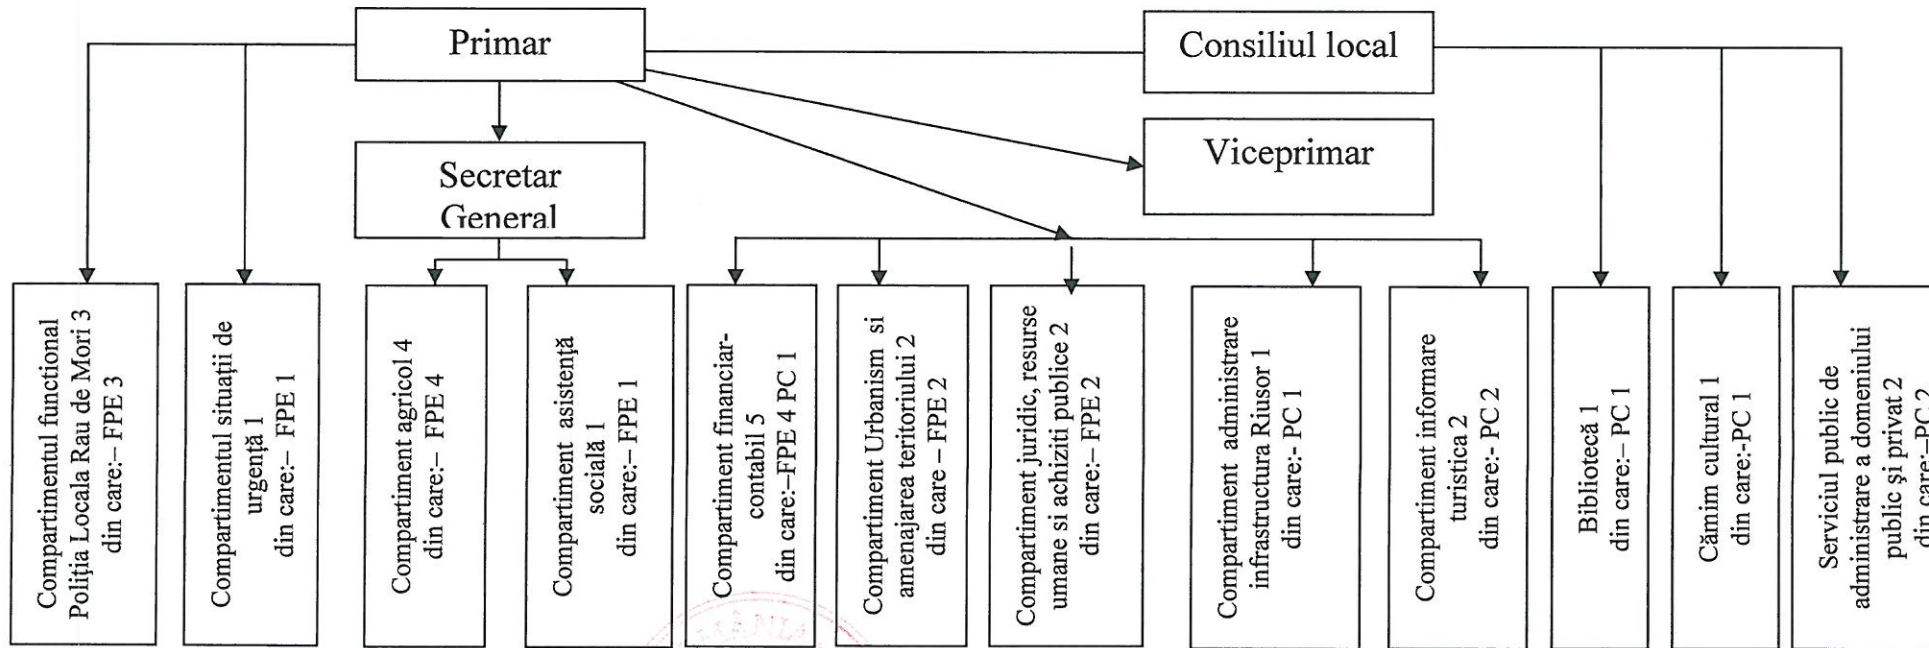 Primar
Consiliul local
Secretar
General
Viceprimar
Compartimentul functional
Poliția Locala Rau de Mori 3
din care:– FPE 3
Compartimentul situații de
urgență 1
din care:– FPE 1
Compartiment agricol 4
din care:– FPE 4
Compartiment asistență
socială 1
din care:– FPE 1
Compartiment financiar-
contabil 5
din care:–FPE 4 PC 1
Compartiment Urbanism si
amenajarea teritoriului 2
din care – FPE 2
Compartiment juridic, resurse
umane si achiziti publice 2
din care:– FPE 2
Compartiment administrare
infrastructura Riusor 1
din care:- PC 1
Compartiment informare
turistica 2
din care:- PC 2
Bibliotecă 1
din care:– PC 1
Cămim cultural 1
din care:-PC 1
Serviciul public de
administrare a domeniului
public şi privat 2
din care:–PC 2